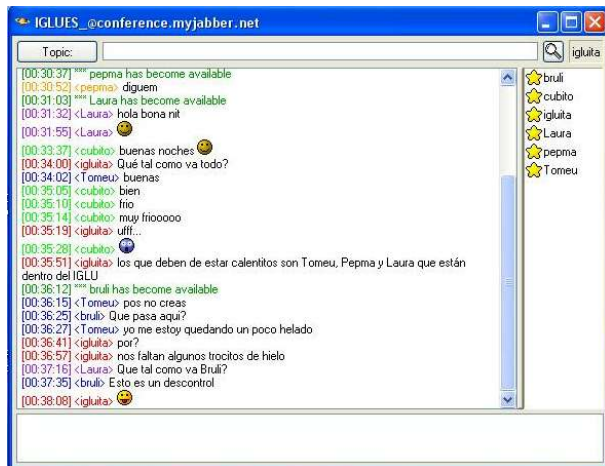 IGLUES_@conference.myjabber.net
Topic:
igluita
[00:30:37] *** pepma has become available
[00:30:52] <pepma> diguem
[00:31:03] *** Laura has become available
[00:31:32] <Laura> hola bona nit
[00:31:55] <Laura>
[00:33:37] <cubito> buenas noches
[00:34:00] <igluita> Qué tal como va todo?
[00:34:02] <Tomeu> buenas
[00:35:05] <cubito> bien
[00:35:10] <cubito> frio
[00:35:14] <cubito> muy friooooo
[00:35:19] <igluita> ufff...
[00:35:28] <cubito>
[00:35:51] <igluita> los que deben de estar calentitos son Tomeu, Pepma y Laura que están
dentro del IGLU
[00:36:12] *** bruli has become available
[00:36:15] <Tomeu> pos no creas
[00:36:25] <bruli> Que pasa aqui?
[00:36:27] <Tomeu> yo me estoy quedando un poco helado
[00:36:41] <igluita> por?
[00:36:57] <igluita> nos faltan algunos trocitos de hielo
[00:37:16] <Laura> Que tal como va Bruli?
[00:37:35] <bruli> Esto es un descontrol
[00:38:08] <igluita>
bruli
cubito
igluita
Laura
pepma
Tomeu